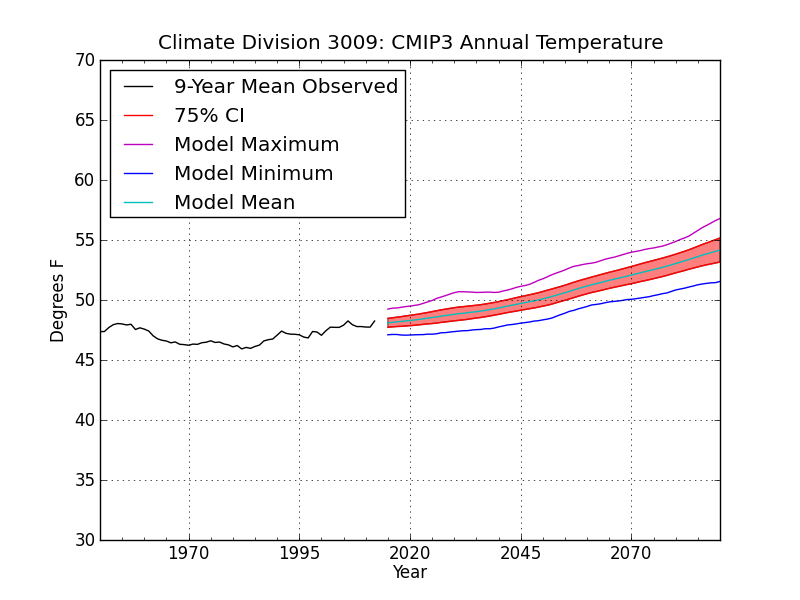 Climate Division 3009: CMIP3 Annual Temperature
70
65
60
55
50
45
40
35
30
Degrees F
9-Year Mean Observed
75% CI
Model Maximum
Model Minimum
Model Mean
1970 1995 2020 2045 2070
Year